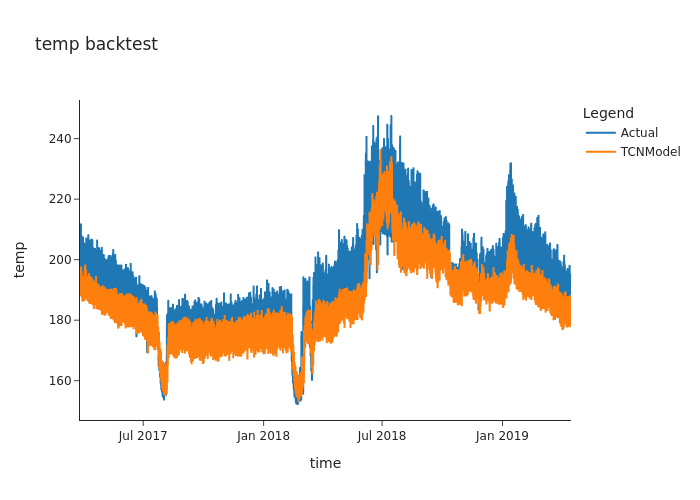 temp backtest
Legend
Actual
TCNModel
temp
240
220
200
180
160
Jul 2017
Jan 2018
Jul 2018
Jan 2019
time